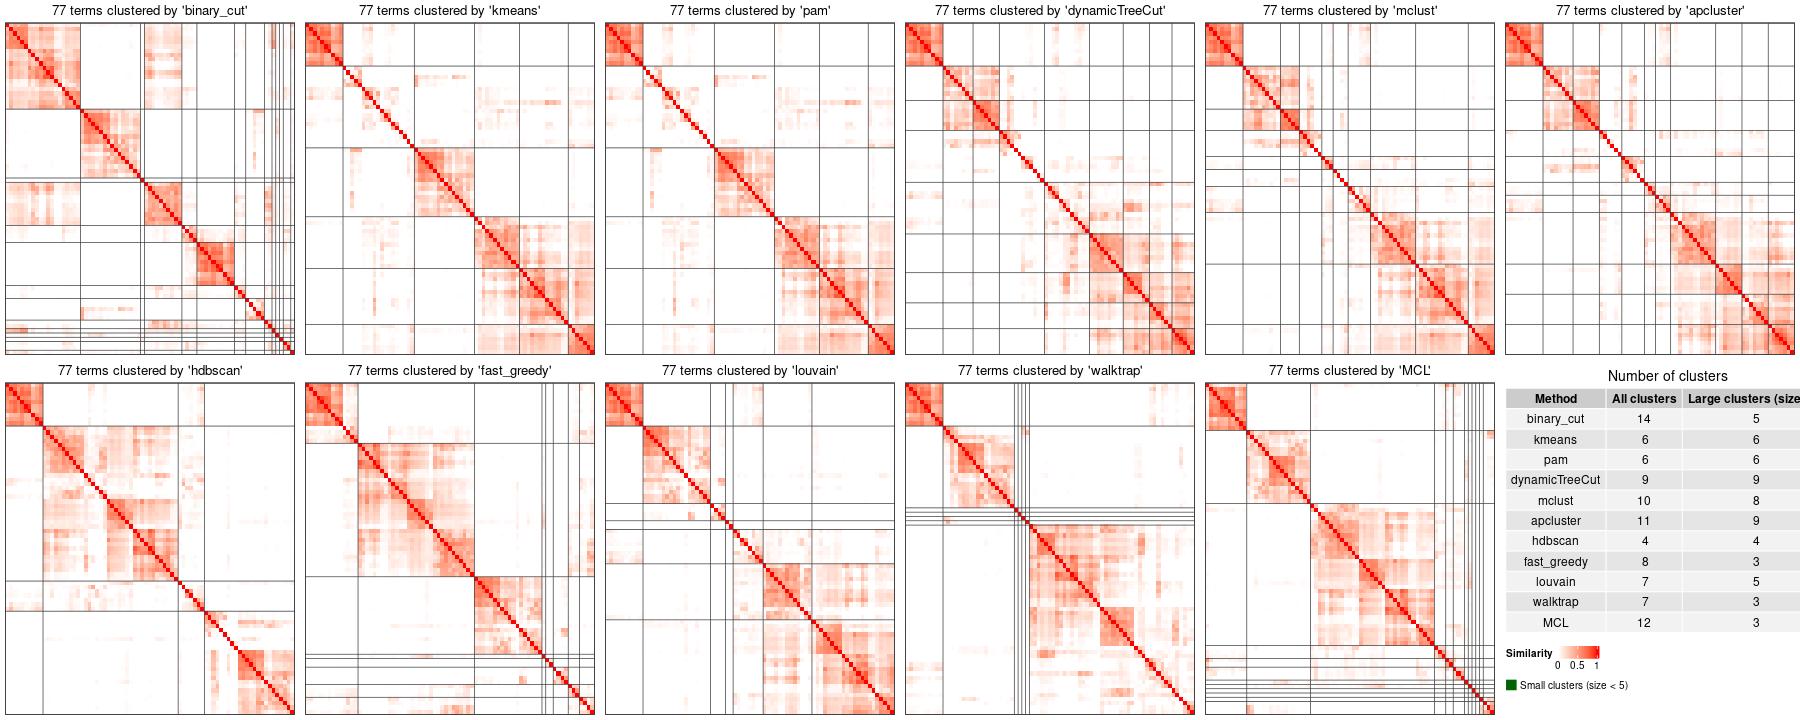 77 terms clustered by 'binary_cut'
77 terms clustered by 'kmeans'
77 terms clustered by 'pam'
77 terms clustered by 'dynamicTreeCut'
77 terms clustered by 'mclust'
77 terms clustered by 'apcluster'
77 terms clustered by 'hdbscan'
77 terms clustered by 'fast_greedy'
77 terms clustered by 'louvain'
77 terms clustered by 'walktrap'
77 terms clustered by 'MCL'
Number of clusters
Method All clusters Large clusters (size
binary_cut 14 5
kmeans 6 6
pam 6 6
dynamicTreeCut 9 9
mclust 10 8
apcluster 11 9
hdbscan 4 4
fast_greedy 8 3
louvain 7 5
walktrap 7 3
MCL 12 3
Similarity
0 0.5 1
Small clusters (size < 5)